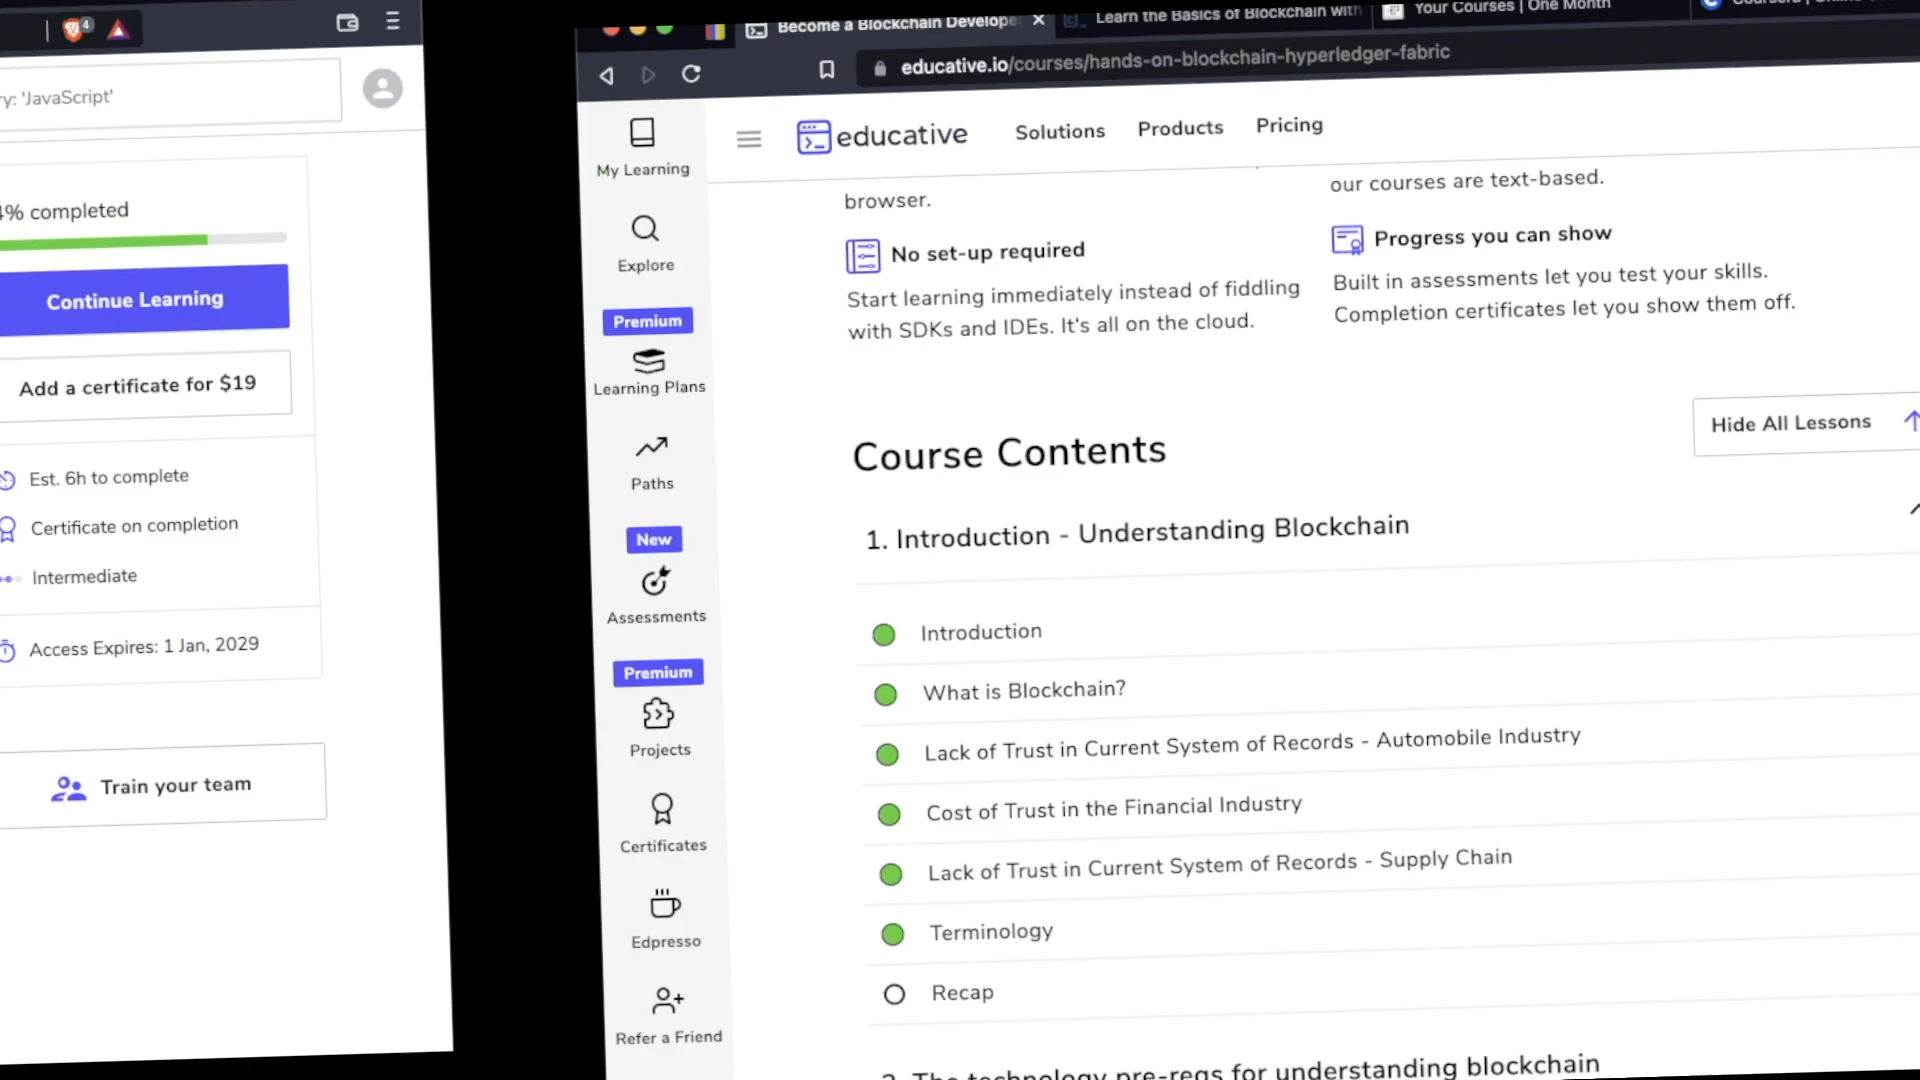 4
ry: 'JavaScript'
4% completed
Continue Learning
Add a certificate for $19
Est. 6h to complete
Certificate on completion
Intermediate
Access Expires: 1 Jan, 2029
Train your team
Become a Blockchain Develope
Learn the Basics of Blockchain with
Your Courses | One Month
educative.io/courses/hands-on-blockchain-hyperledger-fabric
My Learning
Explore
Premium
Learning Plans
Paths
New
Assessments
Premium
Projects
Certificates
Edpresso
Refer a Friend
educative
Solutions
Products
Pricing
browser.
our courses are text-based.
No set-up required
Start learning immediately instead of fiddling
with SDKs and IDEs. It's all on the cloud.
Progress you can show
Built in assessments let you test your skills.
Completion certificates let you show them off.
Course Contents
Hide All Lessons
1. Introduction - Understanding Blockchain
Introduction
What is Blockchain?
Lack of Trust in Current System of Records - Automobile Industry
Cost of Trust in the Financial Industry
Lack of Trust in Current System of Records - Supply Chain
Terminology
Recap
2. The technology pre-reqs for understanding blockchain